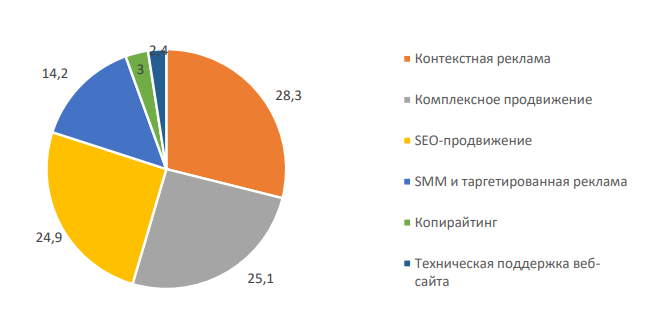 2,4
3
14,2
28,3
24,9
25,1
Контекстная реклама
Комплексное продвижение
SEO-продвижение
SMM и таргетированная реклама
Копирайтинг
Техническая поддержка веб-
сайта